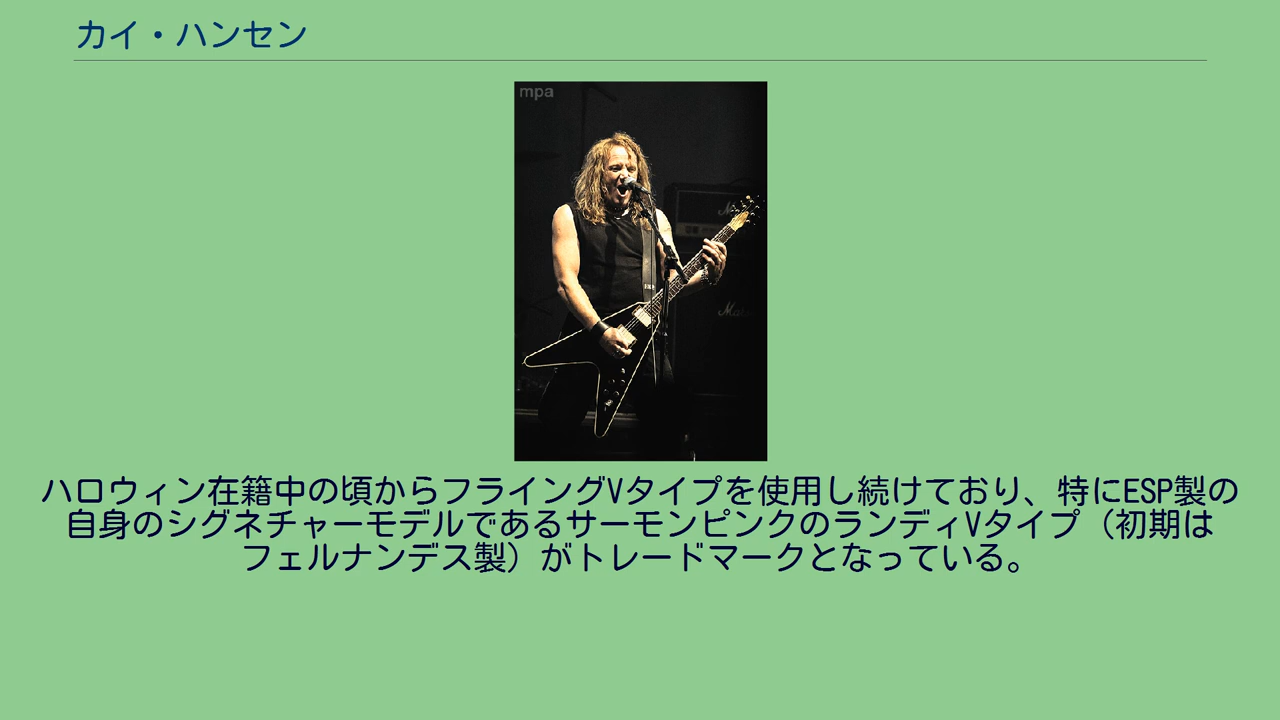 カイ・ハンセン
mpa
ハロウィン在籍中の頃からフライングVタイプを使用し続けており、特にESP製の
自身のシグネチャーモデルであるサーモンピンクのランディVタイプ（初期は
フェルナンデス製）がトレードマークとなっている。